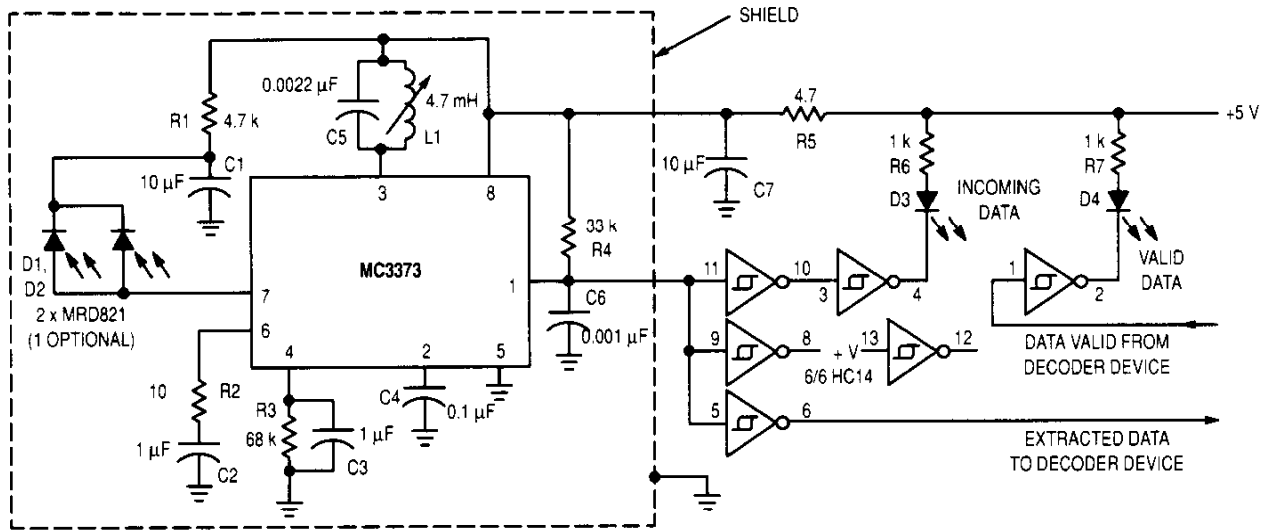 SHIELD
0.0022 µF
4.7 mH
C5
L1
R1
4.7 k
C1
10 µF
4.7
R5
+5 V
10 µF
C7
1 k
R6
D3
INCOMING
DATA
1 k
R7
D4
VALID
DATA
3
8
MC3373
33 k
R4
D1,
D2
2 x MRD821
(1 OPTIONAL)
7
6
4
2
5
1
C6
0.001 µF
11
10
3
4
1
2
DATA VALID FROM
DECODER DEVICE
9
8
+ V
13
12
6/6 HC14
5
6
EXTRACTED DATA
TO DECODER DEVICE
10
R2
1 µF
C2
R3
68 k
1 µF
C3
C4
0.1 µF